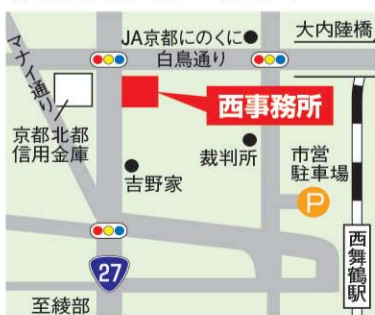 JA京都にのくに
大内陸橋
白鳥通り
マナイ通り
西事務所
京都北都
信用金庫
裁判所
市営
駐車場
吉野家
P
27
西舞鶴駅
至綾部